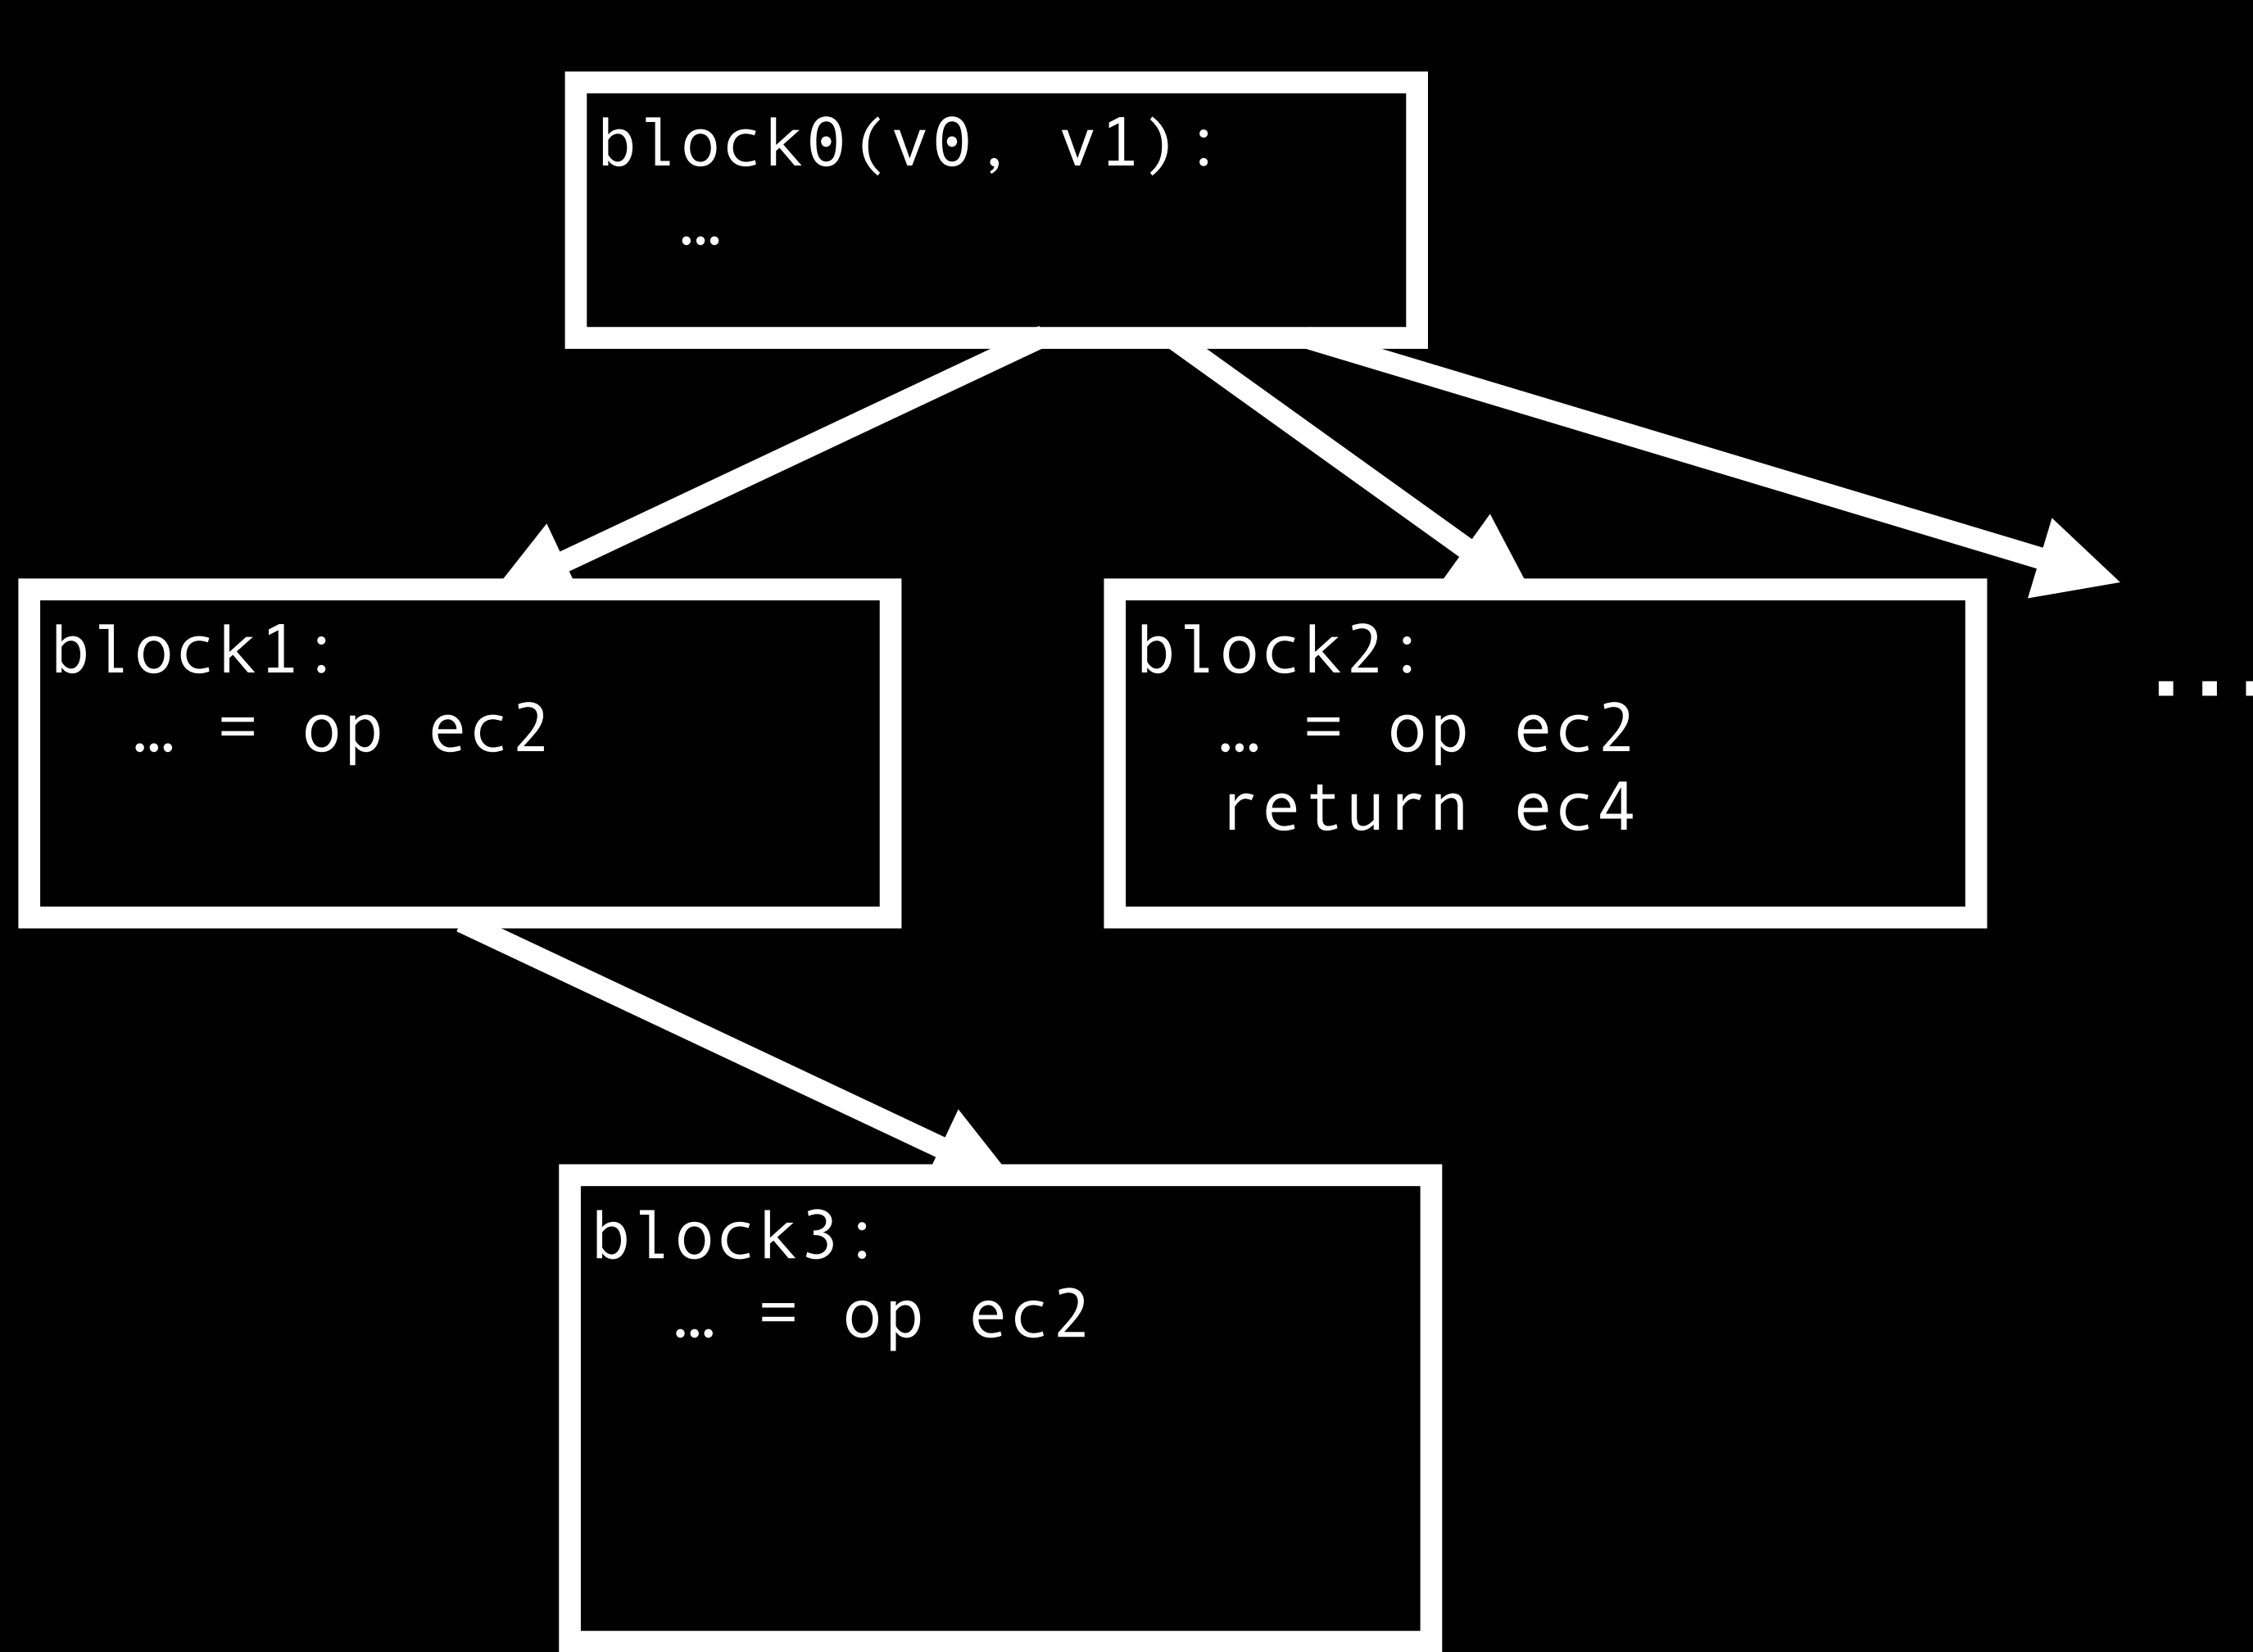 block0(v0, v1):
…
block1:
… = op ec2
block2:
… = op ec2
return ec4
...
block3:
… = op ec2